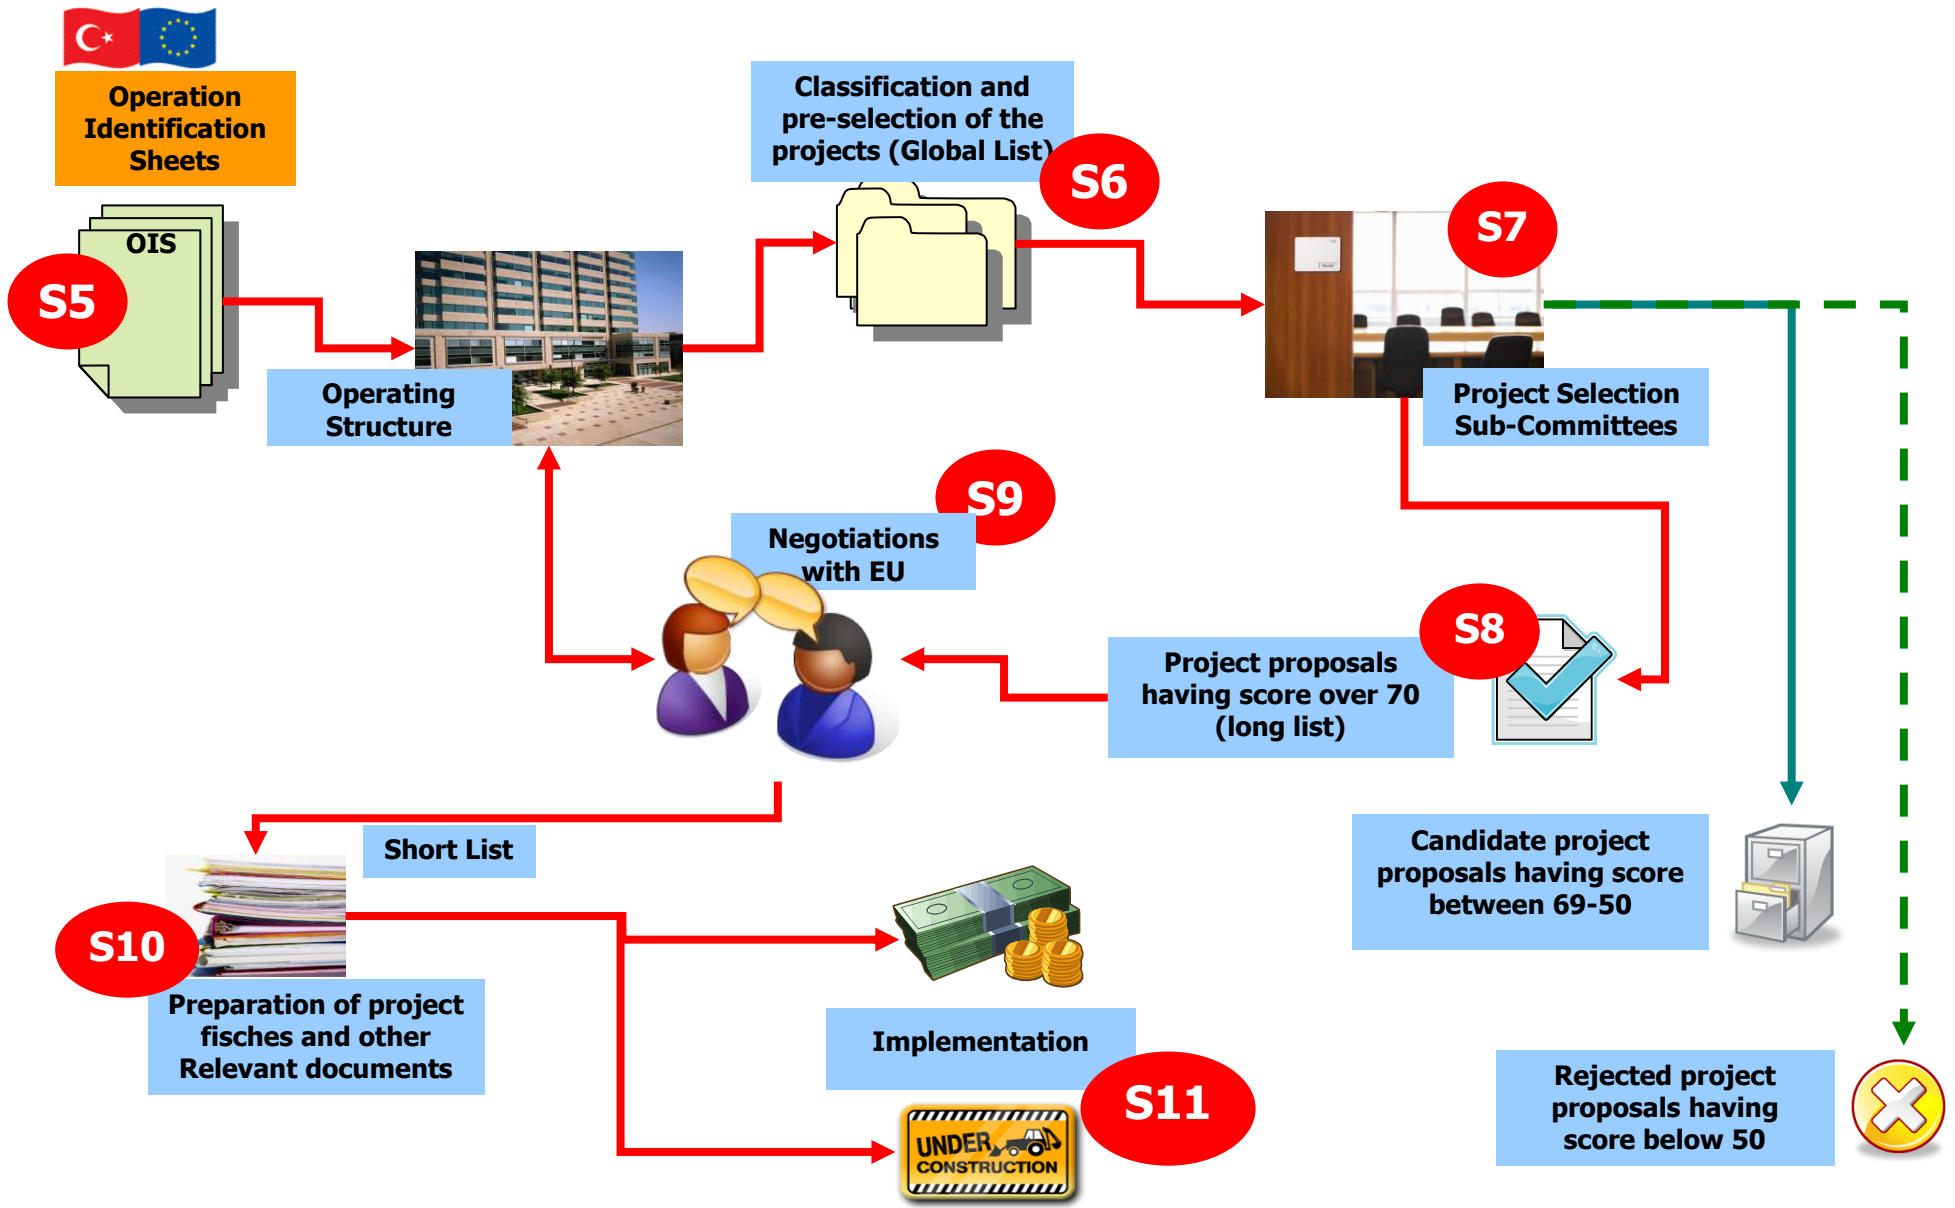 Operation
Identification
Sheets
OIS
S5
Operating
Structure
Classification and
pre-selection of the
projects (Global List)
S6
S7
Project Selection
Sub-Committees
S9
Negotiations
with EU
S8
Project proposals
having score over 70
(long list)
Short List
Candidate project
proposals having score
between 69-50
S10
Preparation of project
fisches and other
Relevant documents
Implementation
S11
UNDER
CONSTRUCTION
Rejected project
proposals having
score below 50